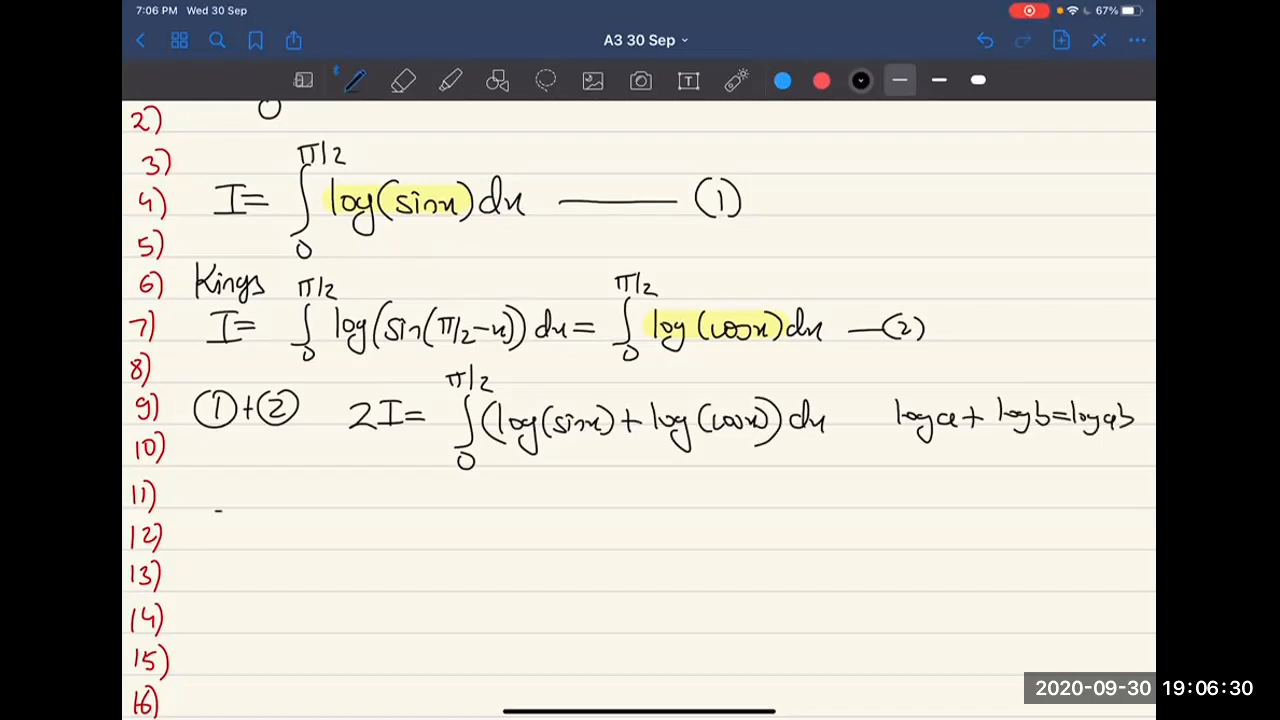 7:06 PM Wed 30 Sep 67%
A3 30 Sep
2) 0
3) π/2
4) I = ∫ log(sinx) dx ——— (1)
5) 0
6) Kings π/2 π/2
7) I = ∫₀ log(sin(π/2-x)) dx = ∫₀ log(cosx) dx —(2)
8) π/2
9) ①+② 2I = ∫ (log(sinx) + log(cosx)) dx loga + logb = logab
10) 0
11) -
12)
13)
14)
15)
16)
2020-09-30 19:06:30